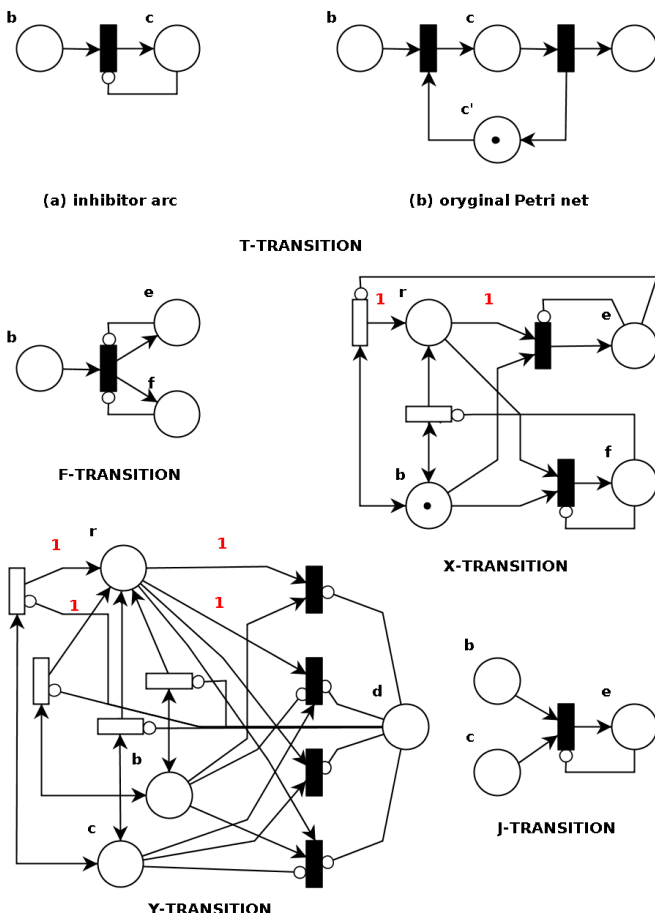 b
c
b
c
c'
(a) inhibitor arc
(b) oryginal Petri net
T-TRANSITION
b
e
f
F-TRANSITION
1
r
1
e
b
f
X-TRANSITION
r
1
1
1
1
d
b
c
Y-TRANSITION
b
c
e
J-TRANSITION